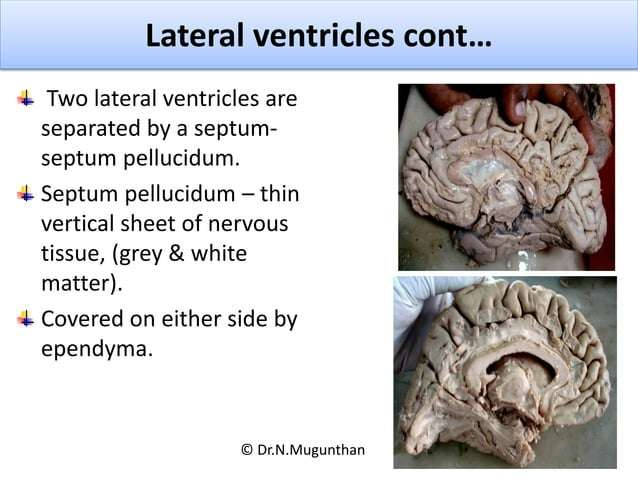 Lateral ventricles cont…
Two lateral ventricles are
separated by a septum-
septum pellucidum.
Septum pellucidum – thin
vertical sheet of nervous
tissue, (grey & white
matter).
Covered on either side by
ependyma.
© Dr.N.Mugunthan